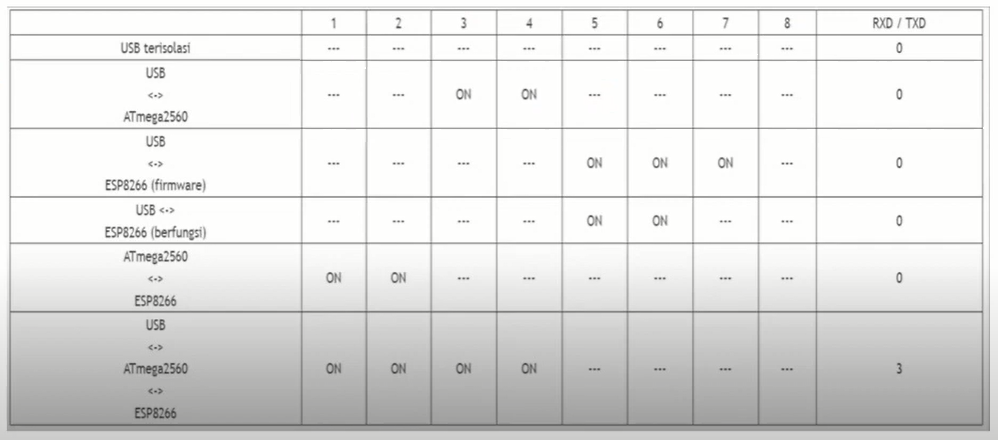 1 2 3 4 5 6 7 8 RXD / TXD
USB terisolasi --- --- --- --- --- --- --- --- 0
USB
<->
ATmega2560
--- --- ON ON --- --- --- --- 0
USB
<->
ESP8266 (firmware)
--- --- --- --- ON ON ON --- 0
USB <->
ESP8266 (berfungsi)
--- --- --- --- ON ON --- --- 0
ATmega2560
<->
ESP8266
ON ON --- --- --- --- --- --- 0
USB
<->
ATmega2560
<->
ESP8266
ON ON ON ON --- --- --- --- 3